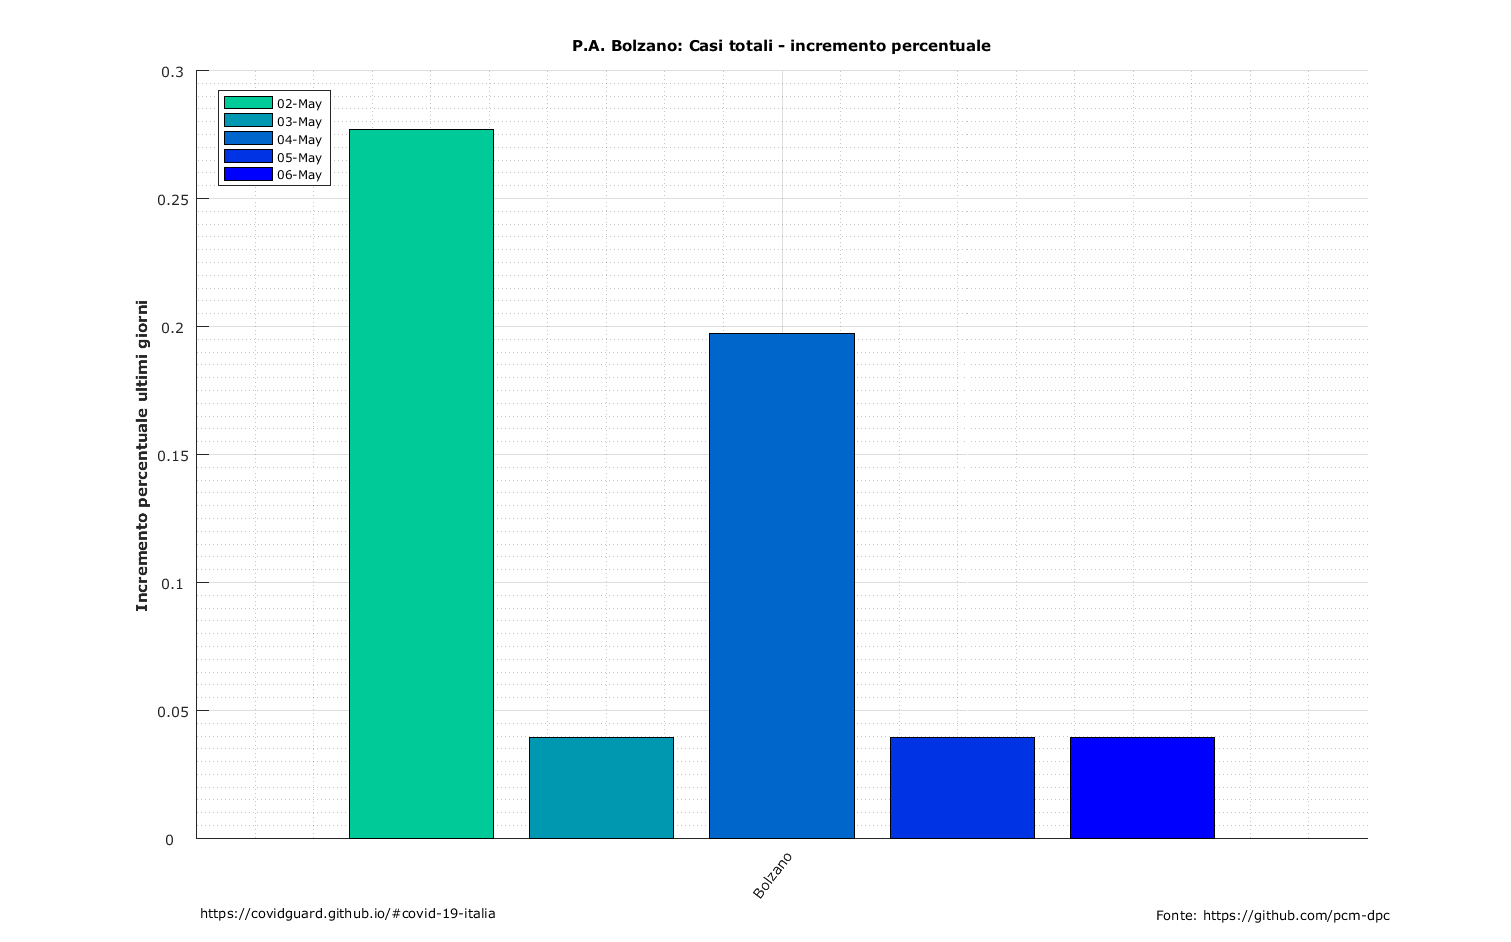 P.A. Bolzano: Casi totali - incremento percentuale
Incremento percentuale ultimi giorni
0.3
0.25
0.2
0.15
0.1
0.05
0
02-May
03-May
04-May
05-May
06-May
Bolzano
https://covidguard.github.io/#covid-19-italia
Fonte: https://github.com/pcm-dpc